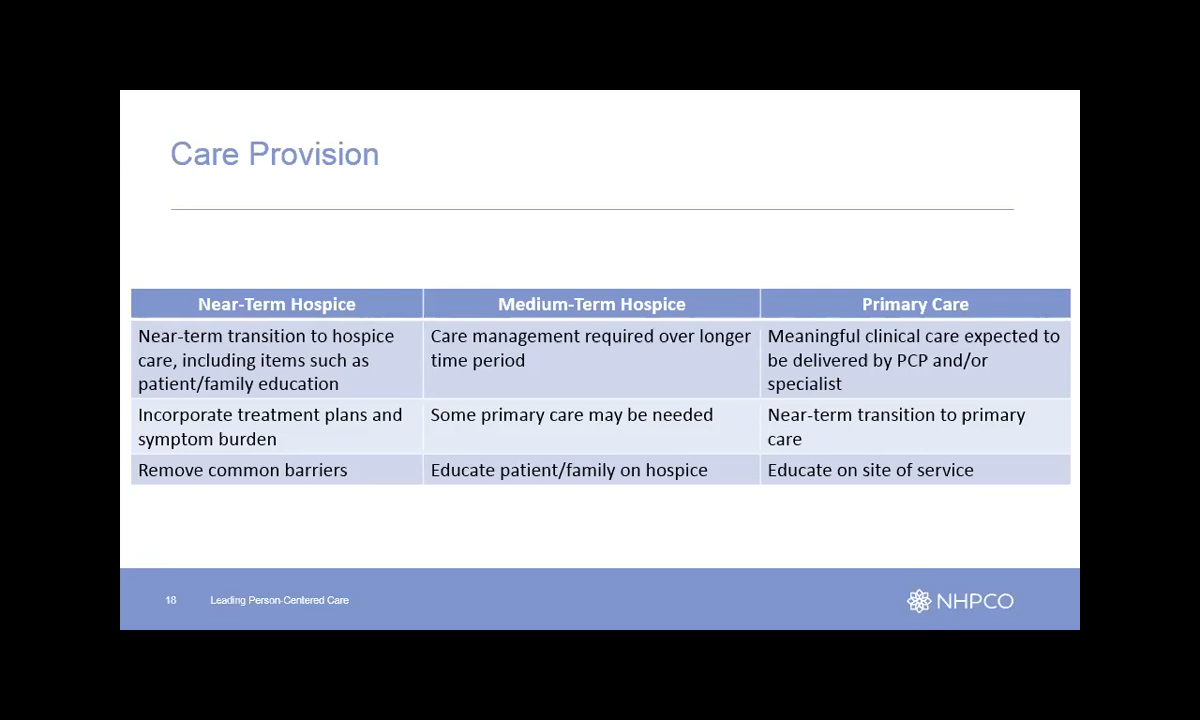 Care Provision
Near-Term Hospice
Medium-Term Hospice
Primary Care
Near-term transition to hospice
care, including items such as
patient/family education
Care management required over longer
time period
Meaningful clinical care expected to
be delivered by PCP and/or
specialist
Incorporate treatment plans and
symptom burden
Some primary care may be needed
Near-term transition to primary
care
Remove common barriers
Educate patient/family on hospice
Educate on site of service
18
Leading Person-Centered Care
NHPCO